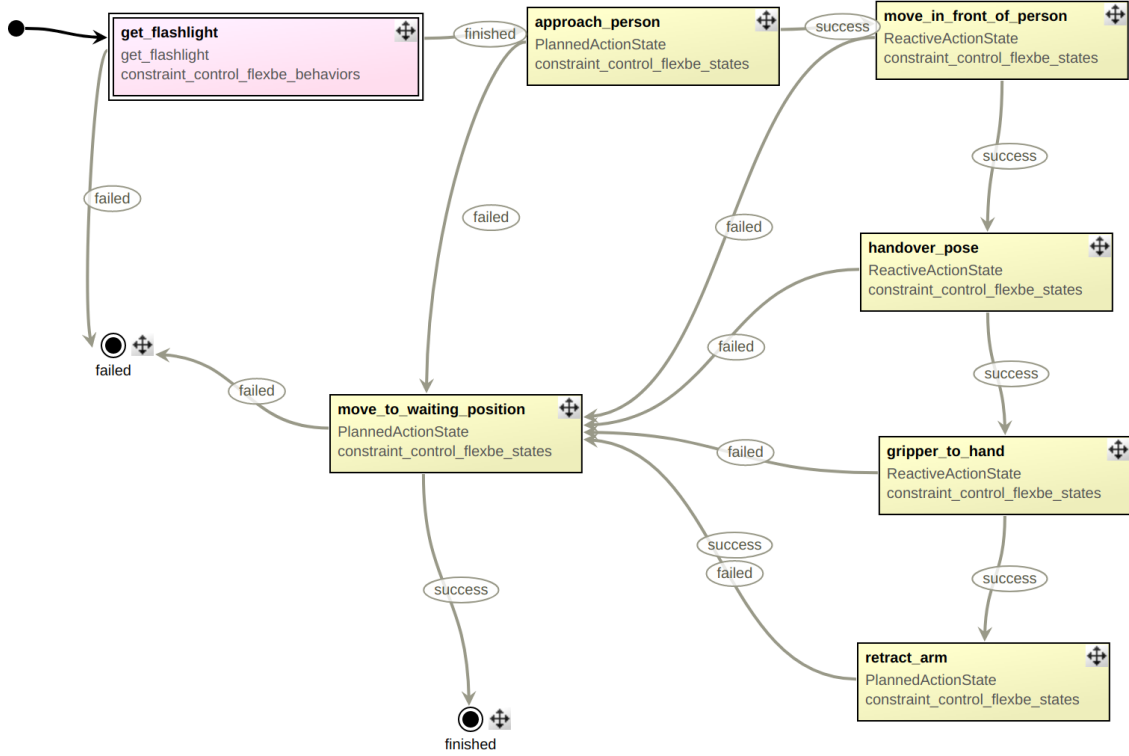 get_flashlight
get_flashlight
constraint_control_flexbe_behaviors
finished
approach_person
PlannedActionState
constraint_control_flexbe_states
success
move_in_front_of_person
ReactiveActionState
constraint_control_flexbe_states
success
failed
failed
failed
handover_pose
ReactiveActionState
constraint_control_flexbe_states
failed
failed
success
failed
move_to_waiting_position
PlannedActionState
constraint_control_flexbe_states
failed
gripper_to_hand
ReactiveActionState
constraint_control_flexbe_states
success
failed
success
success
retract_arm
PlannedActionState
constraint_control_flexbe_states
finished